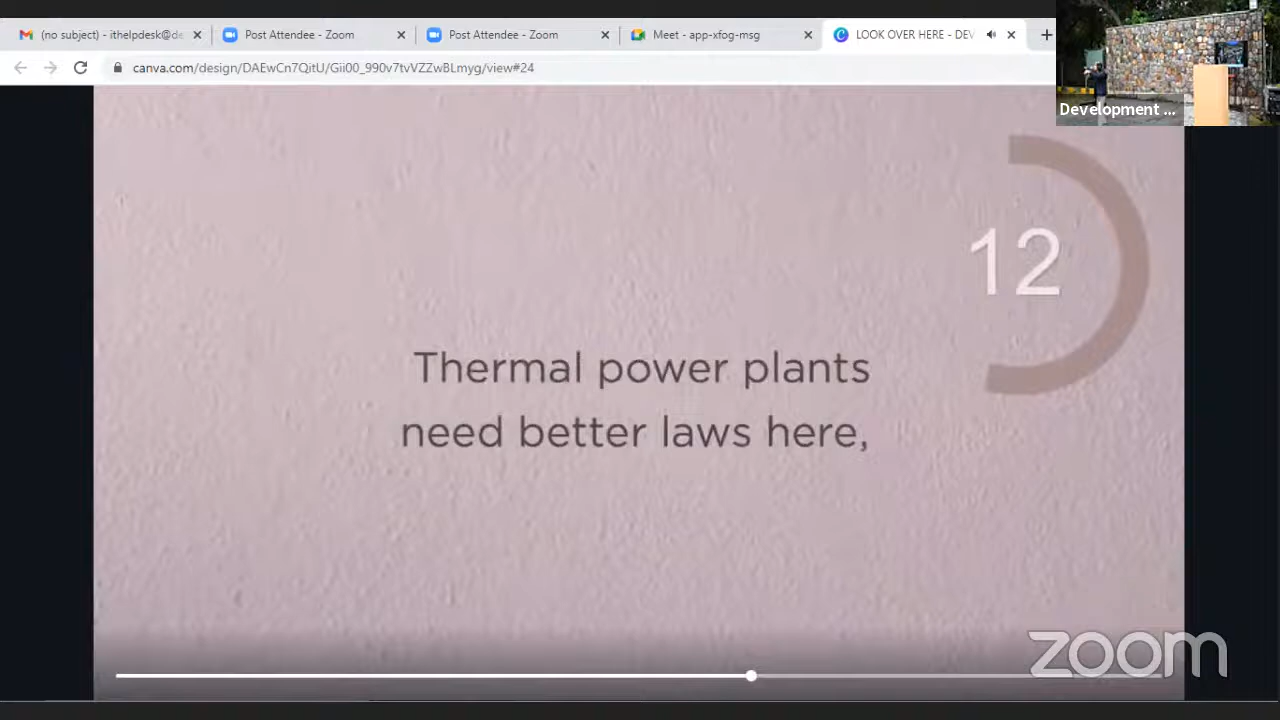 (no subject) - ithelpdesk@de
Post Attendee - Zoom
Post Attendee - Zoom
Meet - app-xfog-msg
LOOK OVER HERE - DEV
canva.com/design/DAEwCn7QjtU/Gii00_990v7tvVZZwBLmyg/view#24
Development ...
12
Thermal power plants
need better laws here,
zoom